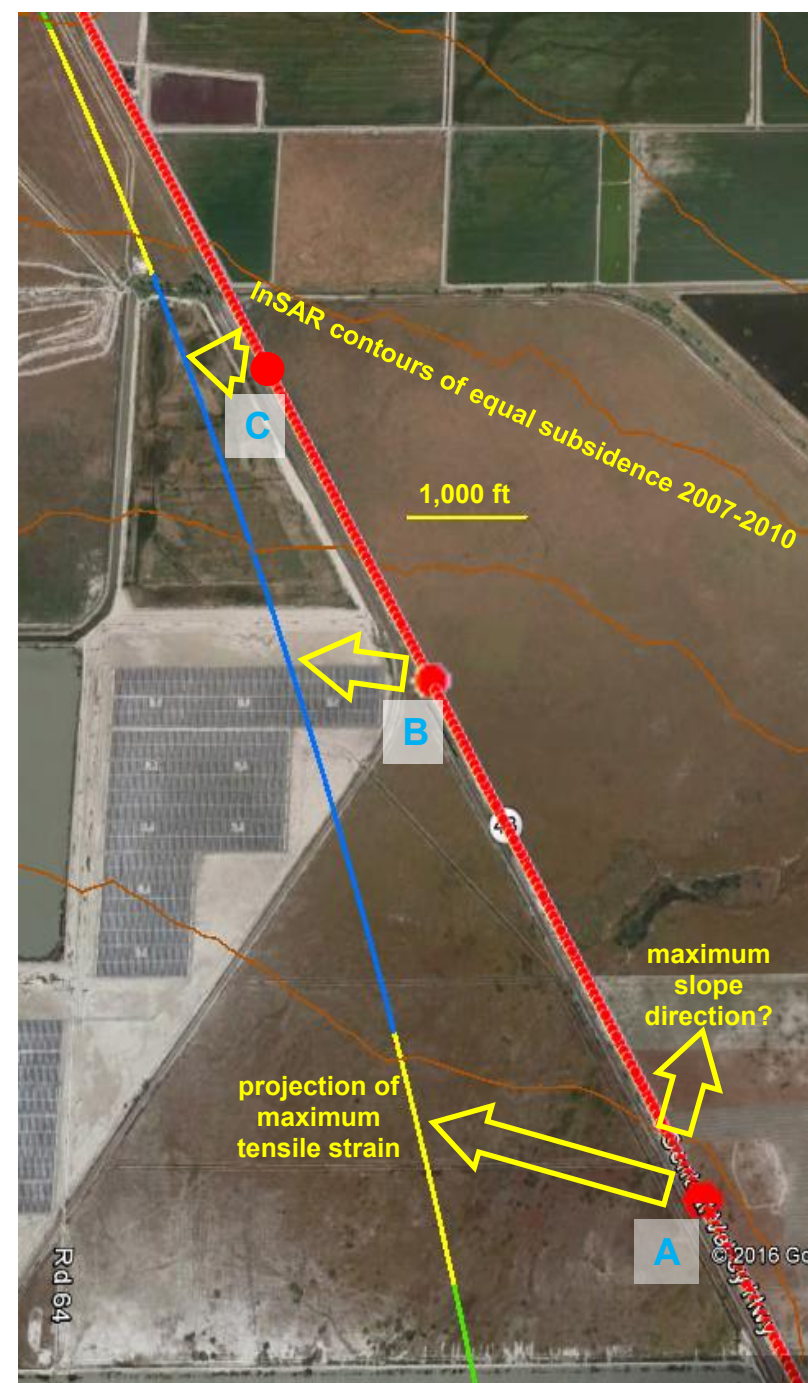 InSAR contours of equal subsidence 2007-2010
C
1,000 ft
B
maximum
slope
direction?
projection of
maximum
tensile strain
A
© 2016 Go
Rd 64